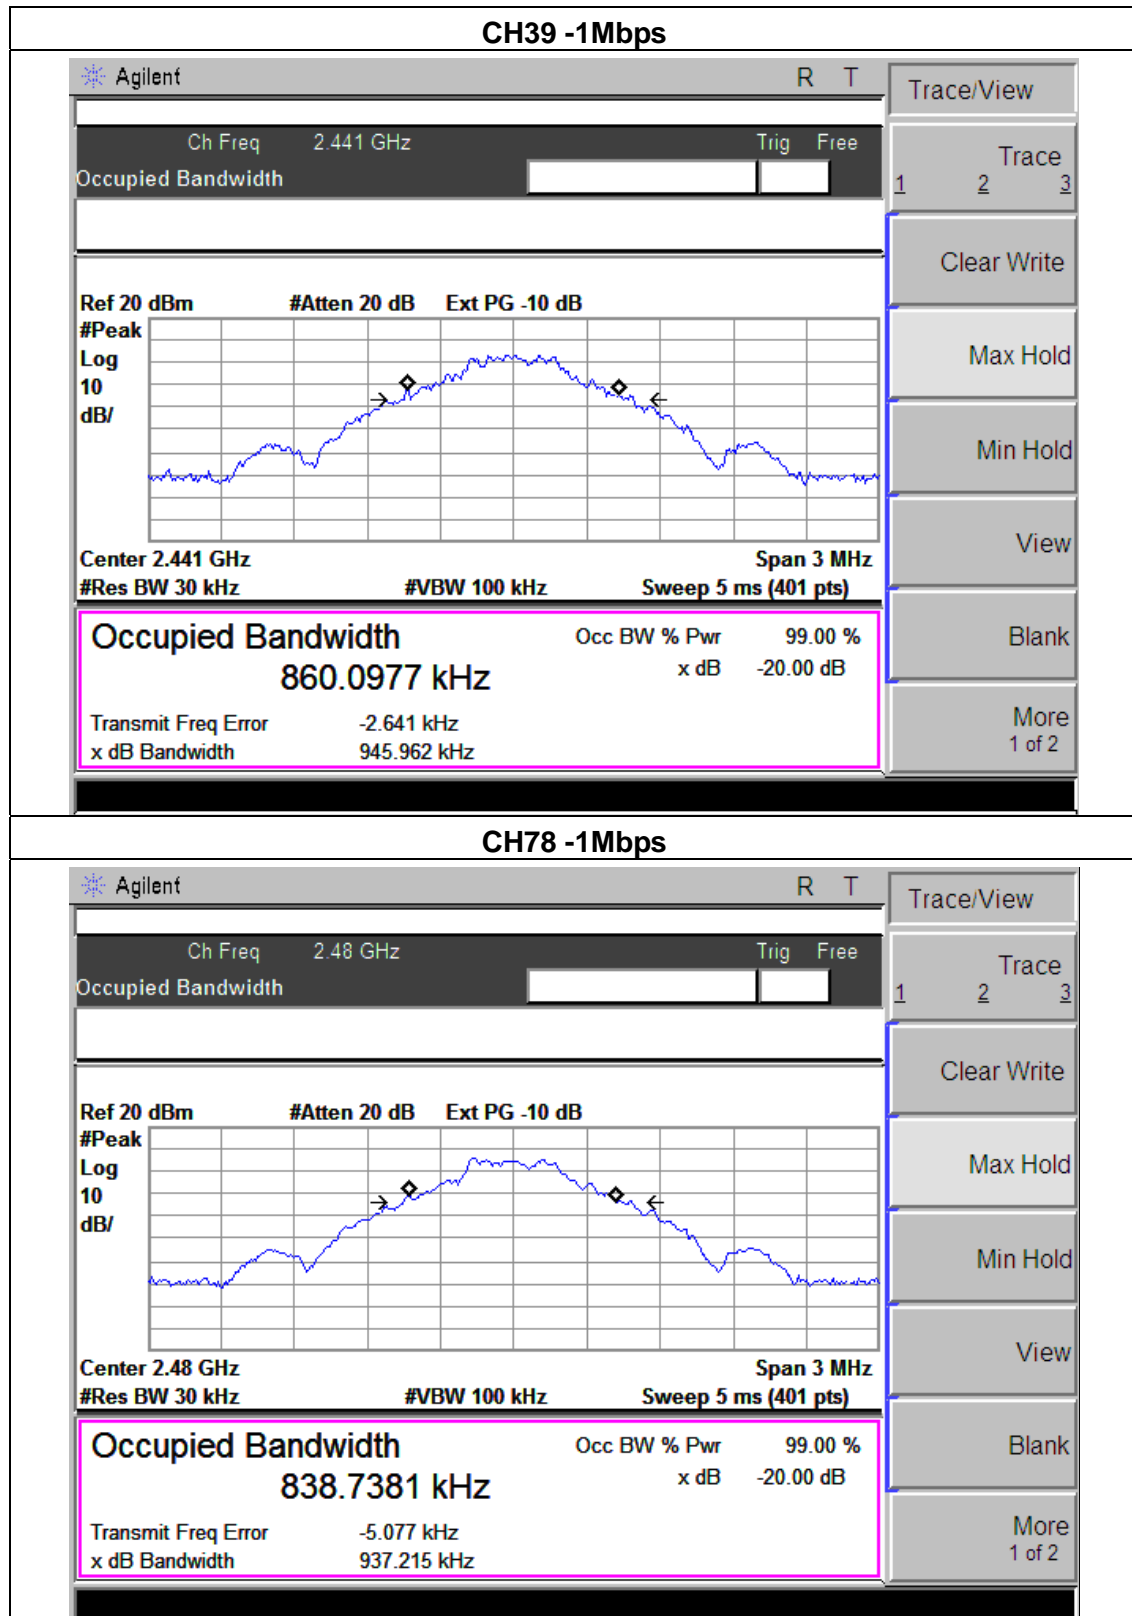 CH39 -1Mbps
Agilent R T
Trace/View
Ch Freq 2.441 GHz Trig Free
Occupied Bandwidth
Trace
1 2 3
Clear Write
Ref 20 dBm #Atten 20 dB Ext PG -10 dB
#Peak
Log
10
dB/
Max Hold
Min Hold
View
Center 2.441 GHz Span 3 MHz
#Res BW 30 kHz #VBW 100 kHz Sweep 5 ms (401 pts)
Occupied Bandwidth Occ BW % Pwr 99.00 %
860.0977 kHz x dB -20.00 dB
Blank
Transmit Freq Error -2.641 kHz
x dB Bandwidth 945.962 kHz
More
1 of 2
CH78 -1Mbps
Agilent R T
Trace/View
Ch Freq 2.48 GHz Trig Free
Occupied Bandwidth
Trace
1 2 3
Clear Write
Ref 20 dBm #Atten 20 dB Ext PG -10 dB
#Peak
Log
10
dB/
Max Hold
Min Hold
View
Center 2.48 GHz Span 3 MHz
#Res BW 30 kHz #VBW 100 kHz Sweep 5 ms (401 pts)
Occupied Bandwidth Occ BW % Pwr 99.00 %
838.7381 kHz x dB -20.00 dB
Blank
Transmit Freq Error -5.077 kHz
x dB Bandwidth 937.215 kHz
More
1 of 2